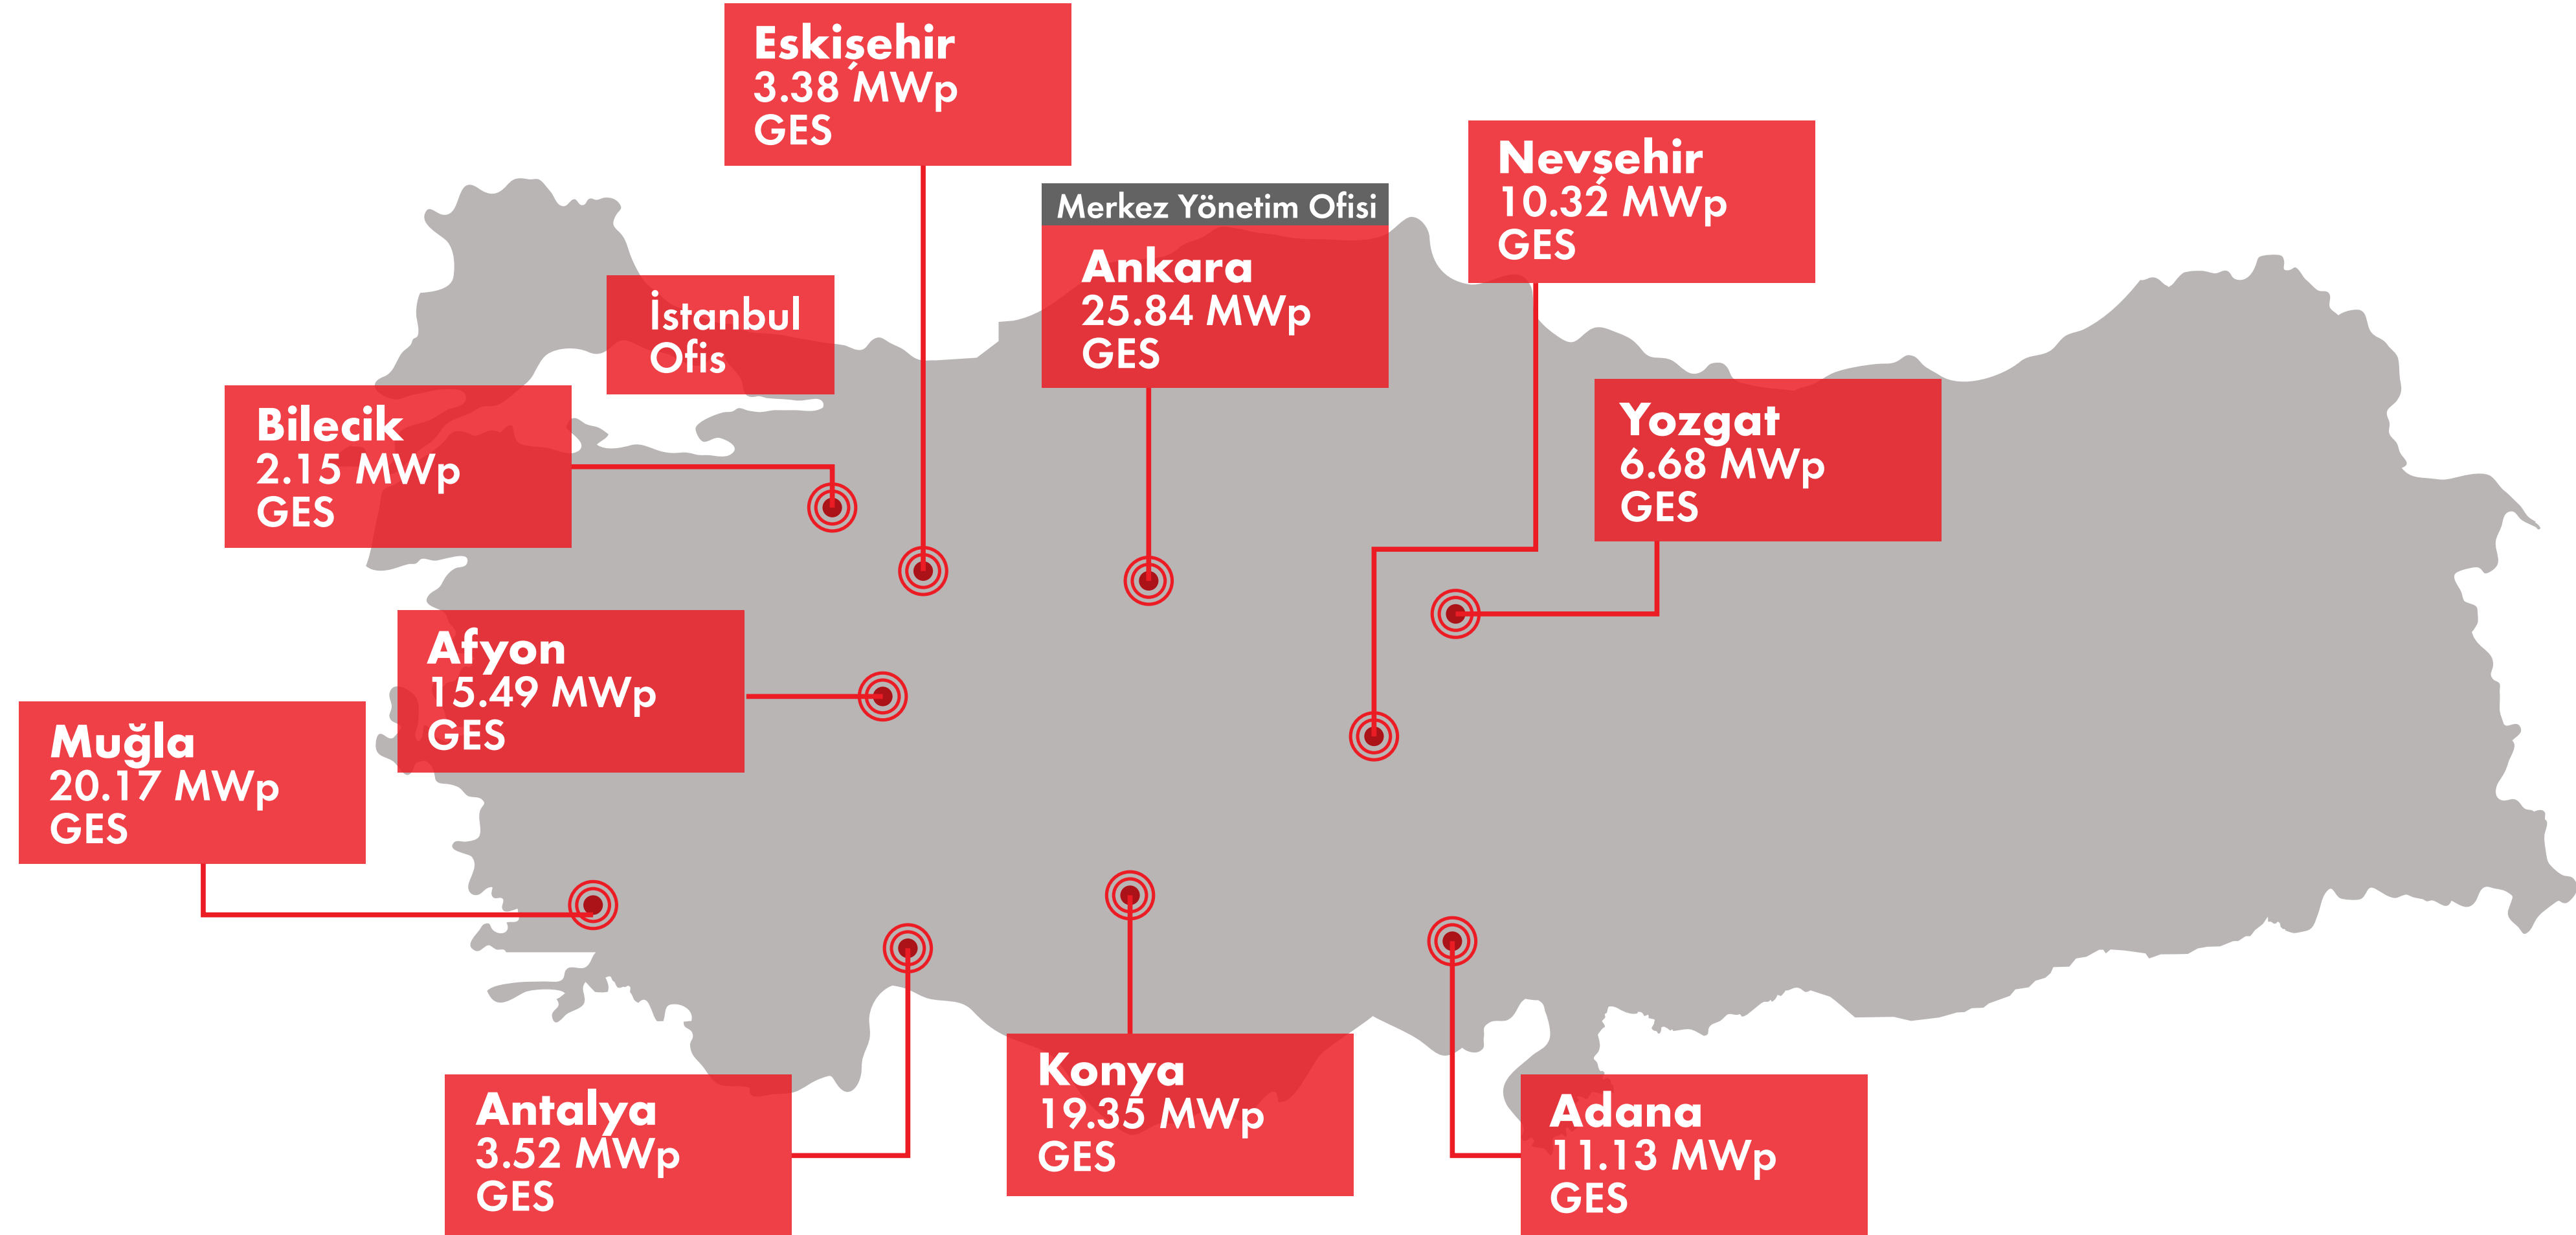 Eskişehir
3.38 MWp
GES
Nevşehir
10.32 MWp
GES
Merkez Yönetim Ofisi
Ankara
25.84 MWp
GES
İstanbul
Ofis
Bilecik
2.15 MWp
GES
Yozgat
6.68 MWp
GES
Afyon
15.49 MWp
GES
Muğla
20.17 MWp
GES
Konya
19.35 MWp
GES
Antalya
3.52 MWp
GES
Adana
11.13 MWp
GES